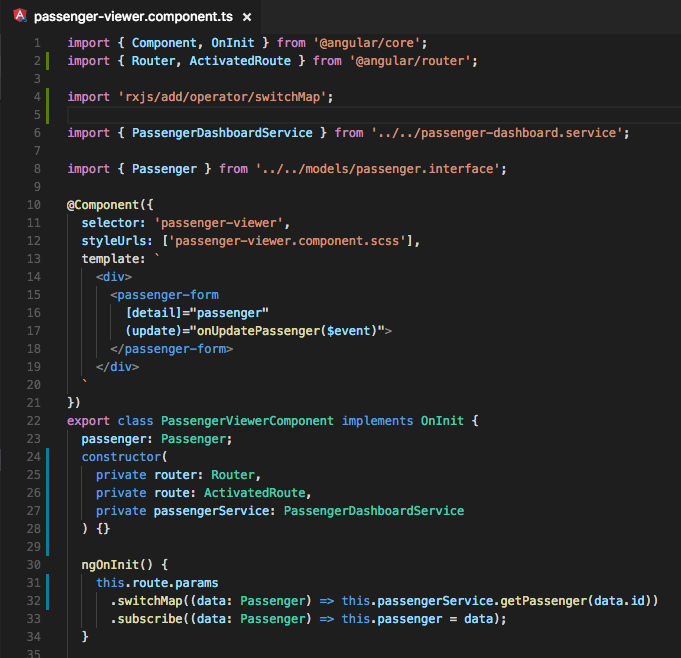 passenger-viewer.component.ts ×
1 import { Component, OnInit } from '@angular/core';
2 import { Router, ActivatedRoute } from '@angular/router';
3
4 import 'rxjs/add/operator/switchMap';
5
6 import { PassengerDashboardService } from '../../passenger-dashboard.service';
7
8 import { Passenger } from '../../models/passenger.interface';
9
10 @Component({
11   selector: 'passenger-viewer',
12   styleUrls: ['passenger-viewer.component.scss'],
13   template: `
14     <div>
15       <passenger-form
16         [detail]="passenger"
17         (update)="onUpdatePassenger($event)">
18       </passenger-form>
19     </div>
20   `
21 })
22 export class PassengerViewerComponent implements OnInit {
23   passenger: Passenger;
24   constructor(
25     private router: Router,
26     private route: ActivatedRoute,
27     private passengerService: PassengerDashboardService
28   ) {}
29
30   ngOnInit() {
31     this.route.params
32       .switchMap((data: Passenger) => this.passengerService.getPassenger(data.id))
33       .subscribe((data: Passenger) => this.passenger = data);
34   }
35